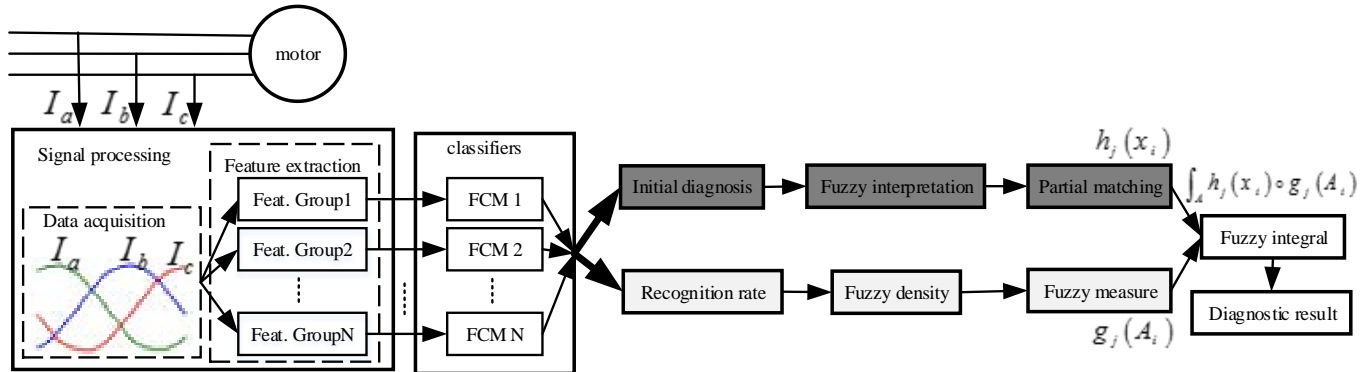 motor
I_a I_b I_c
Signal processing
Feature extraction
classifiers
Data acquisition
I_a I_b I_c
Feat. Group1
Feat. Group2
Feat. GroupN
FCM 1
FCM 2
FCM N
Initial diagnosis
Fuzzy interpretation
h_j(x_i)
Partial matching
∫_A h_j(x_i)∘g_j(A_i)
Recognition rate
Fuzzy density
Fuzzy measure
g_j(A_i)
Fuzzy integral
Diagnostic result